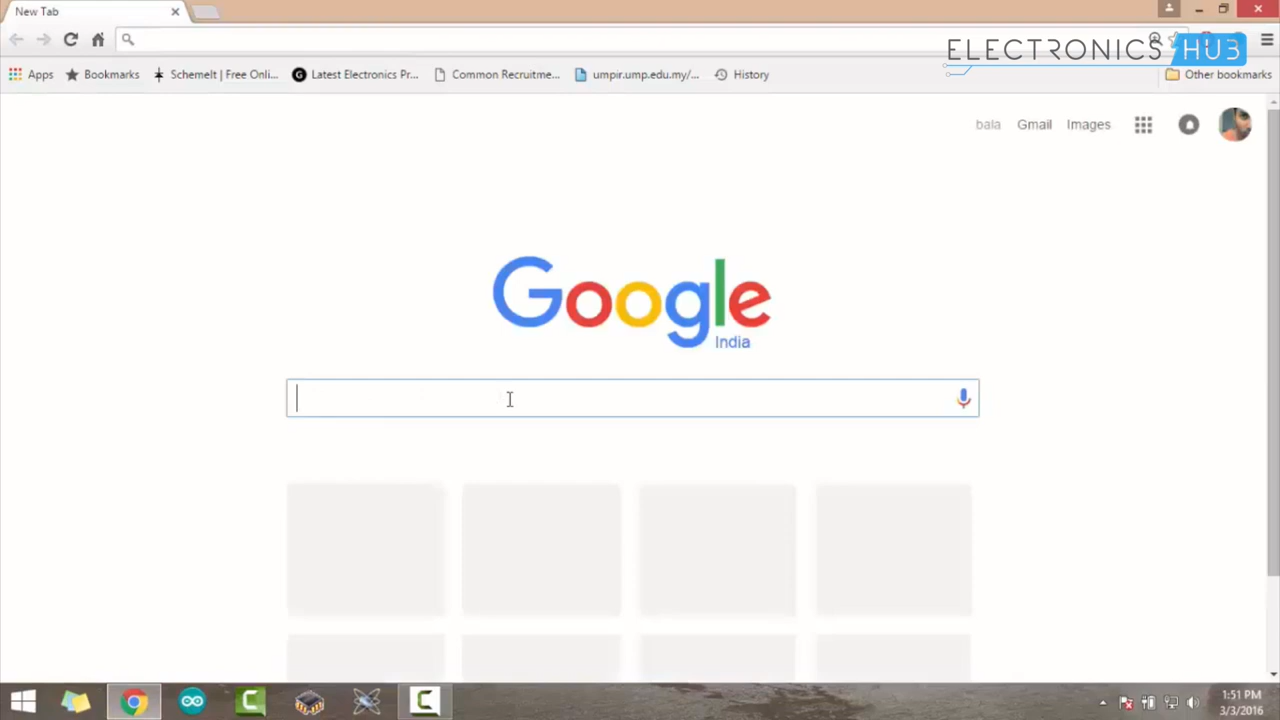 New Tab
ELECTRONICS HUB
Apps Bookmarks SchemeIt | Free Onli... Latest Electronics Pr... Common Recruitme... umpir.ump.edu.my/... History Other bookmarks
bala Gmail Images
Google
India
1:51 PM
3/3/2016